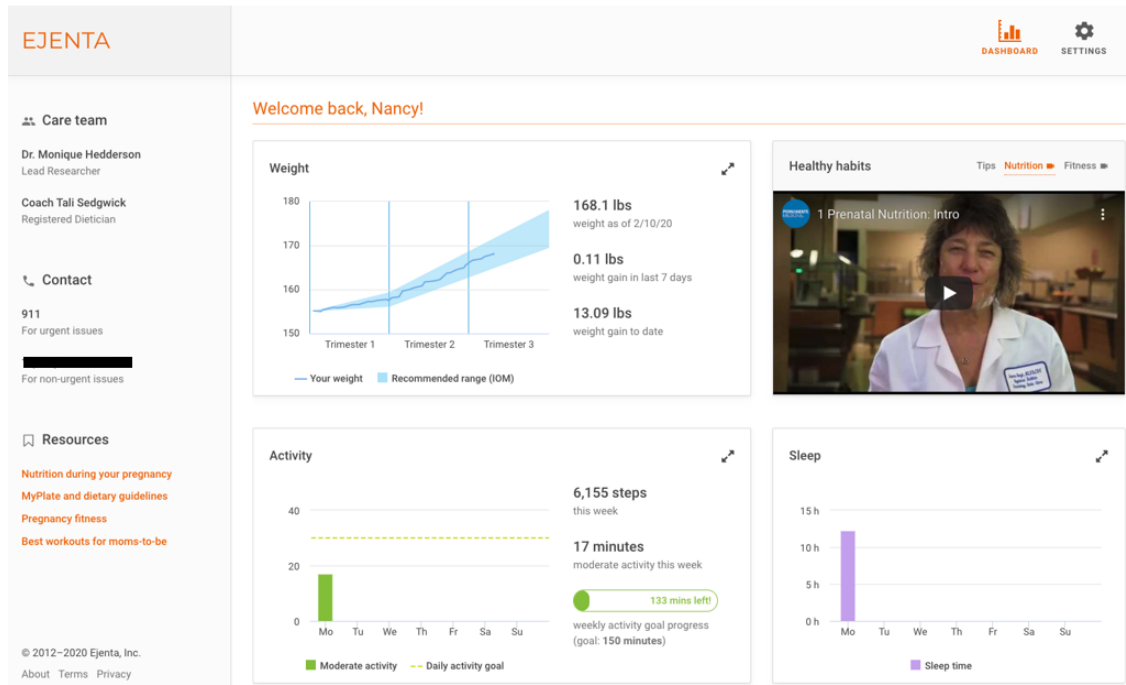 EJENTA
DASHBOARD
SETTINGS
Care team
Dr. Monique Hedderson
Lead Researcher
Coach Tali Sedgwick
Registered Dietician
Contact
911
For urgent issues
For non-urgent issues
Resources
Nutrition during your pregnancy
MyPlate and dietary guidelines
Pregnancy fitness
Best workouts for moms-to-be
© 2012–2020 Ejenta, Inc.
About Terms Privacy
Welcome back, Nancy!
Weight
180
170
160
150
Trimester 1 Trimester 2 Trimester 3
Your weight Recommended range (IOM)
168.1 lbs
weight as of 2/10/20
0.11 lbs
weight gain in last 7 days
13.09 lbs
weight gain to date
Healthy habits Tips Nutrition Fitness
1 Prenatal Nutrition: Intro
Activity
40
20
0
Mo Tu We Th Fr Sa Su
Moderate activity Daily activity goal
6,155 steps
this week
17 minutes
moderate activity this week
133 mins left!
weekly activity goal progress
(goal: 150 minutes)
Sleep
15 h
10 h
5 h
0 h
Mo Tu We Th Fr Sa Su
Sleep time